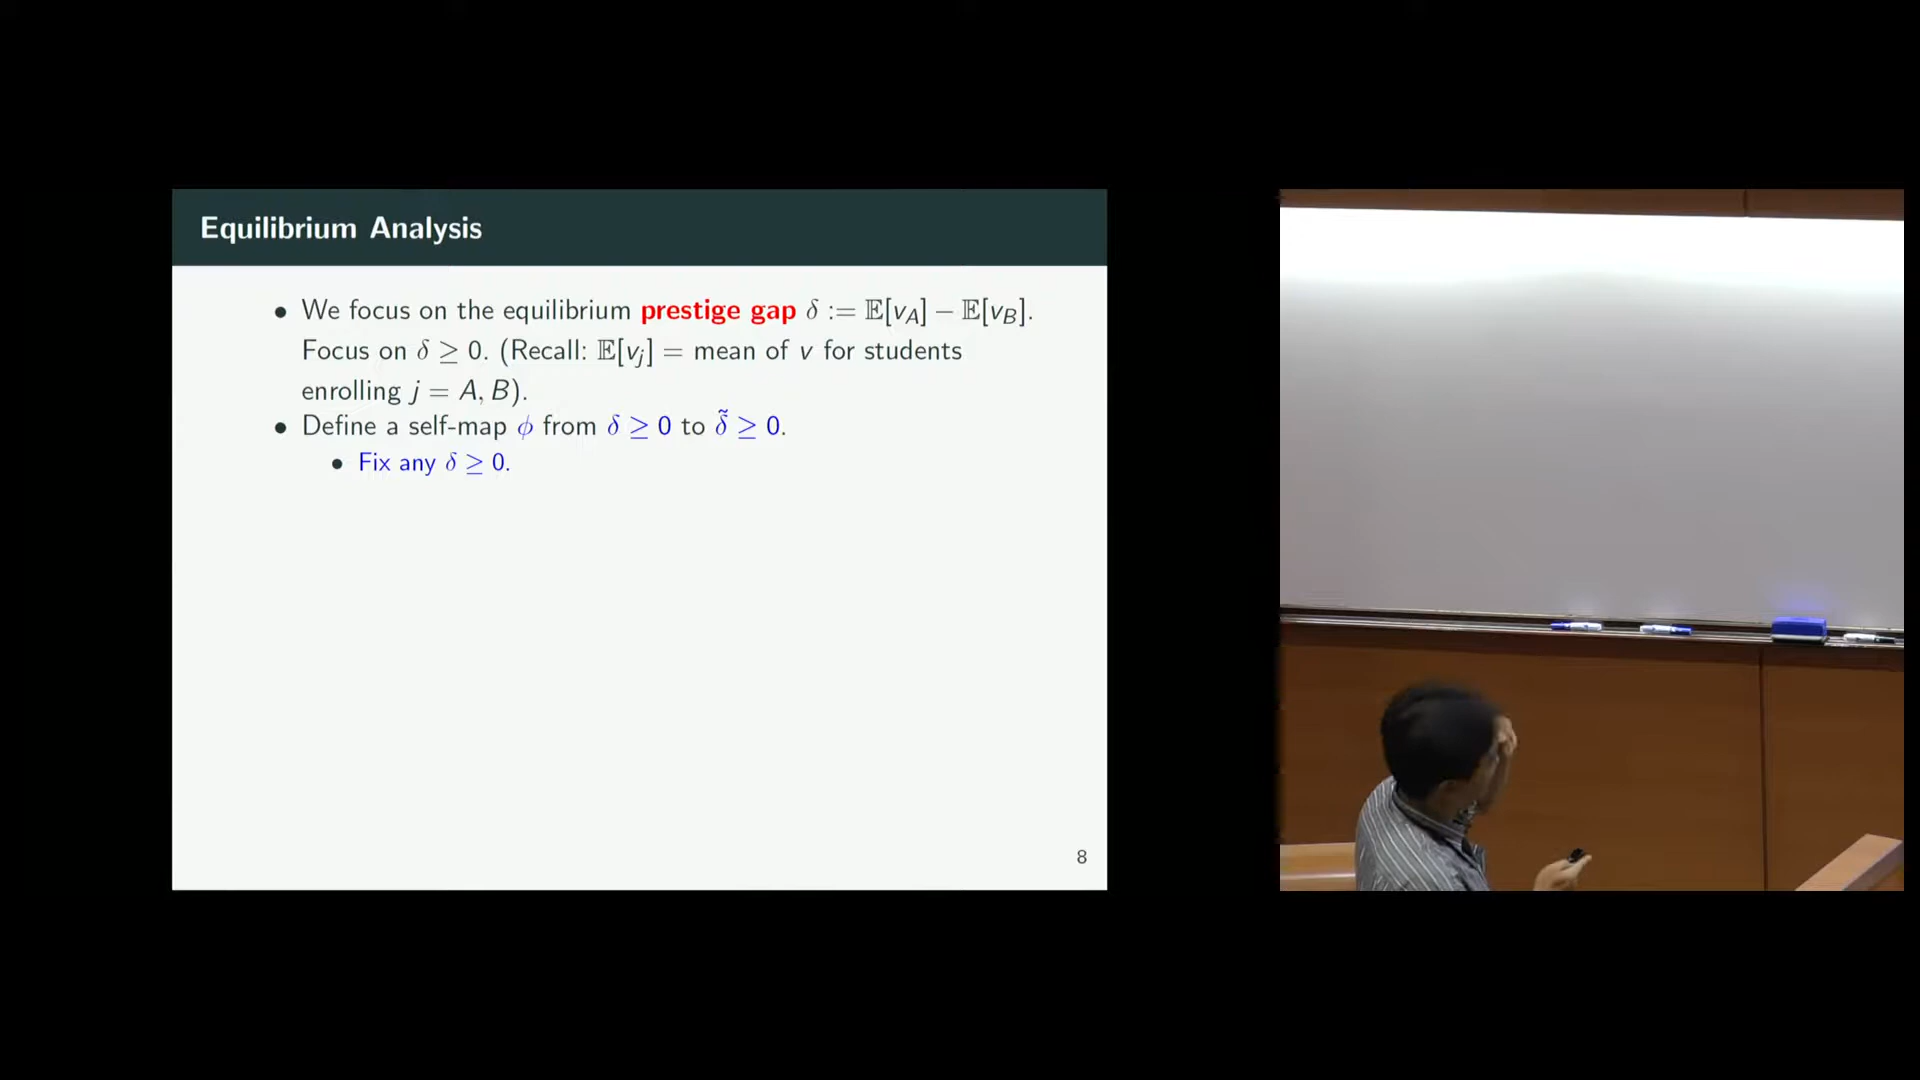 Equilibrium Analysis
• We focus on the equilibrium prestige gap δ := 𝔼[v_A] − 𝔼[v_B].
Focus on δ ≥ 0. (Recall: 𝔼[v_j] = mean of v for students
enrolling j = A, B).
• Define a self-map ϕ from δ ≥ 0 to δ̃ ≥ 0.
• Fix any δ ≥ 0.
8